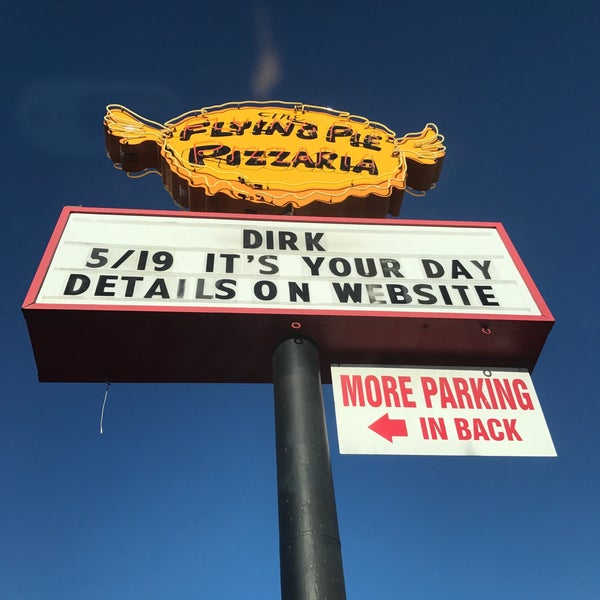 THE
FLYING PIE
PIZZARIA
DIRK
5/19 IT'S YOUR DAY
DETAILS ON WEBSITE
MORE PARKING
← IN BACK